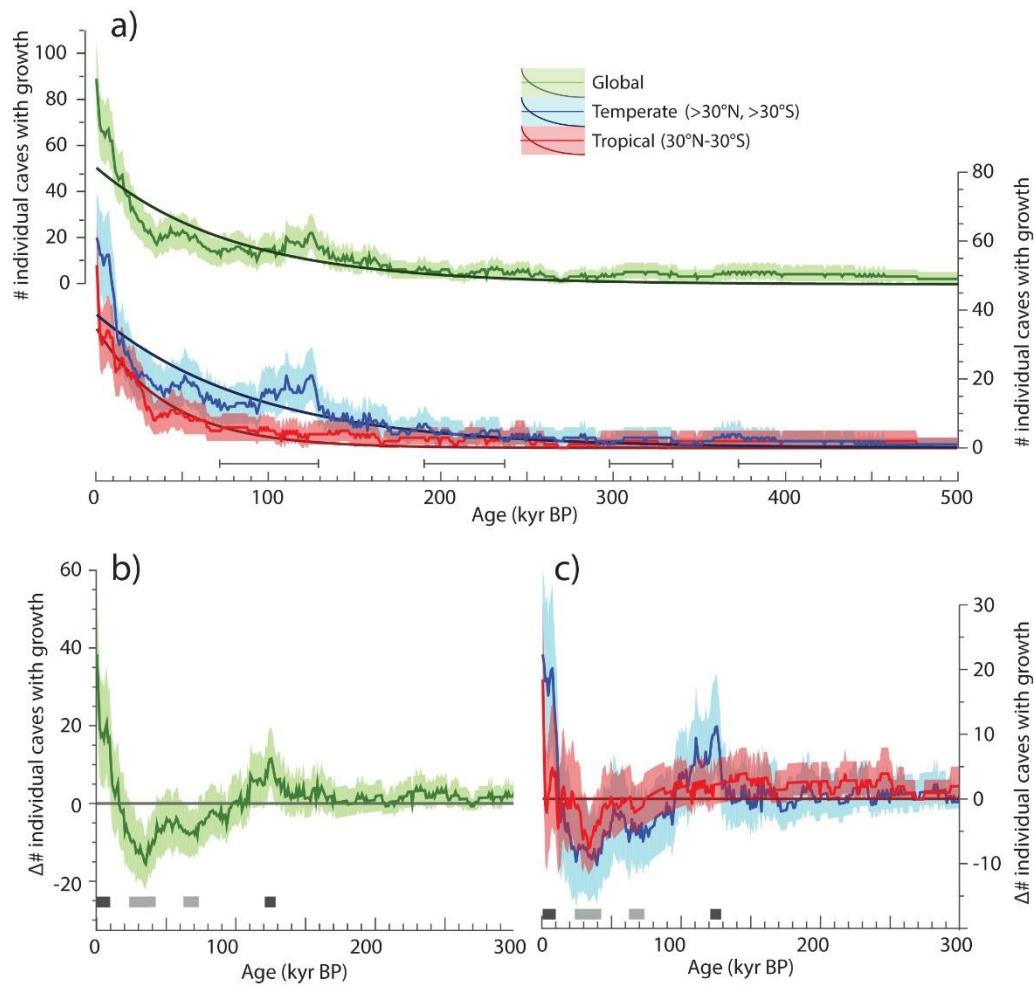 a)
# individual caves with growth
100
80
60
40
20
0
Global
Temperate (>30°N, >30°S)
Tropical (30°N-30°S)
# individual caves with growth
80
60
40
20
0
0
100
200
300
400
500
Age (kyr BP)
b)
Δ# individual caves with growth
60
40
20
0
-20
0
100
200
300
Age (kyr BP)
c)
Δ# individual caves with growth
30
20
10
0
-10
0
100
200
300
Age (kyr BP)